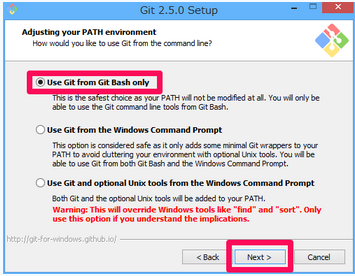 Git 2.5.0 Setup
Adjusting your PATH environment
How would you like to use Git from the command line?
Use Git from Git Bash only
This is the safest choice as your PATH will not be modified at all. You will only be
able to use the Git command line tools from Git Bash.
Use Git from the Windows Command Prompt
This option is considered safe as it only adds some minimal Git wrappers to your
PATH to avoid cluttering your environment with optional Unix tools. You will be
able to use Git from both Git Bash and the Windows Command Prompt.
Use Git and optional Unix tools from the Windows Command Prompt
Both Git and the optional Unix tools will be added to your PATH.
Warning: This will override Windows tools like "find" and "sort". Only
use this option if you understand the implications.
http://git-for-windows.github.io/
< Back Next > Cancel